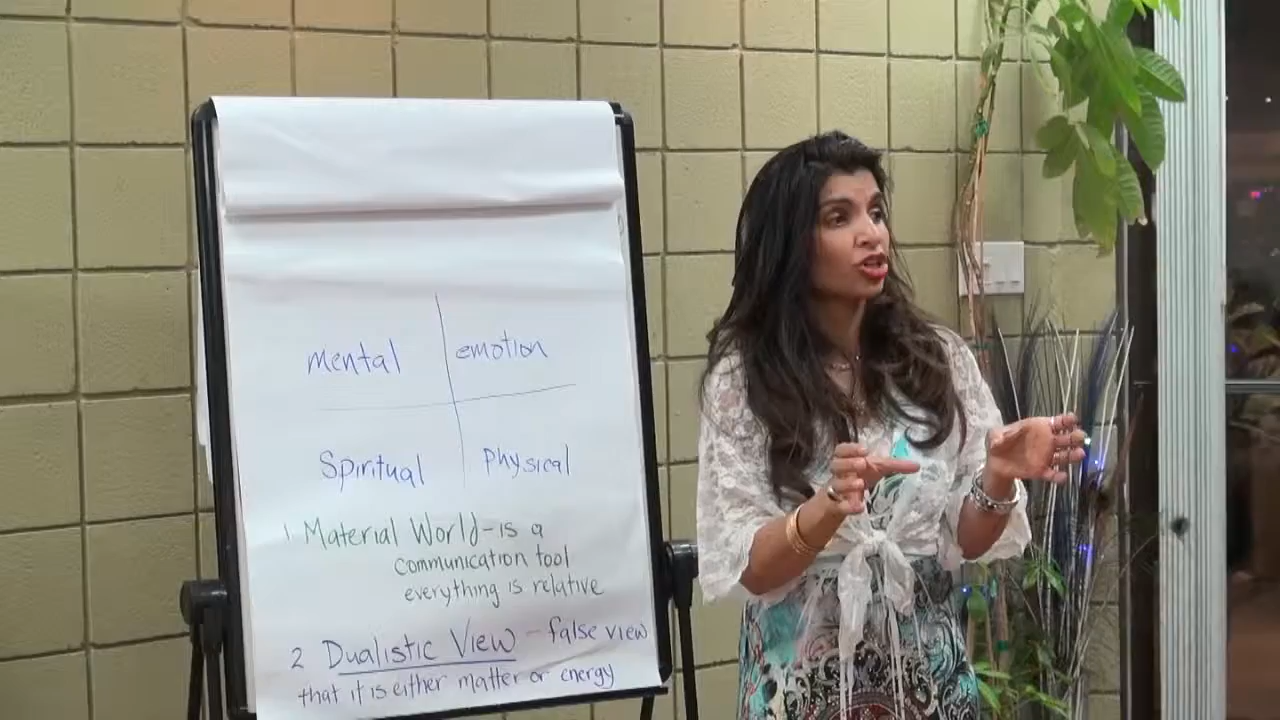 mental emotion
Spiritual Physical
1 Material World - is a
communication tool
everything is relative
2 Dualistic View - false view
that it is either matter or energy